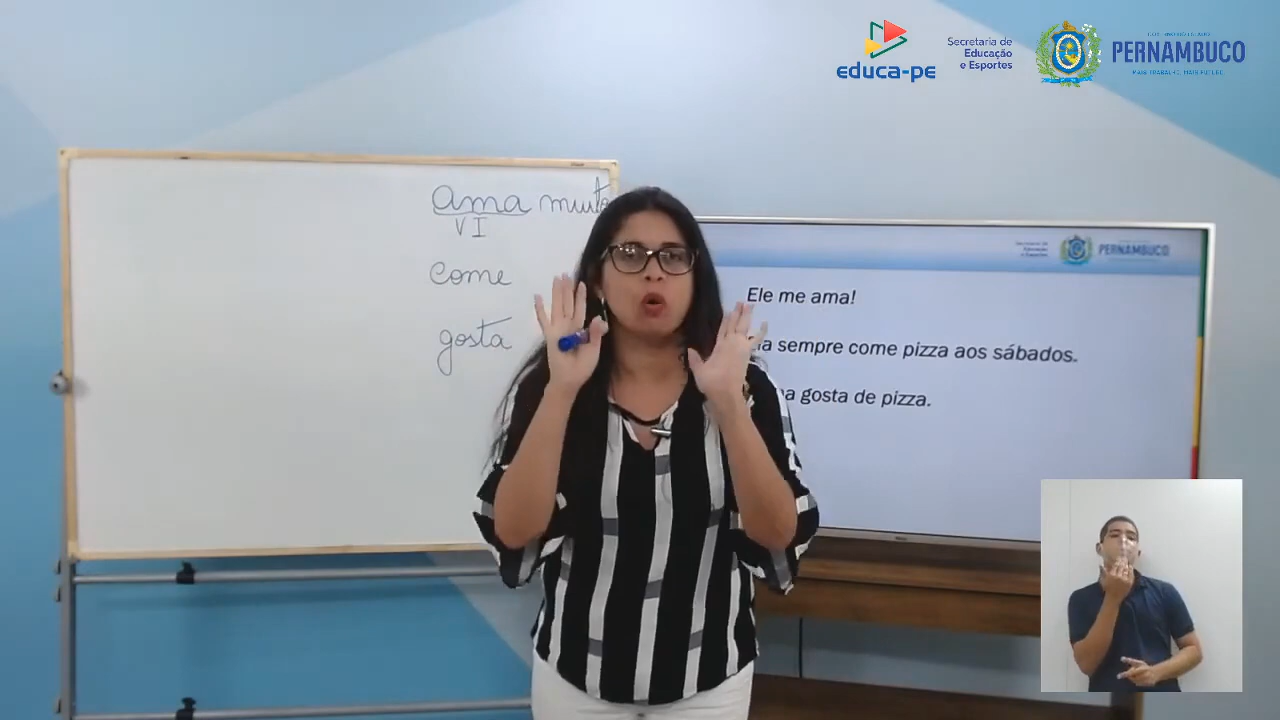 educa-pe
Secretaria de
Educação
e Esportes
PERNAMBUCO
ama muito
VI
come
gosta
PERNAMBUCO
Ele me ama!
sempre come pizza aos sábados.
gosta de pizza.